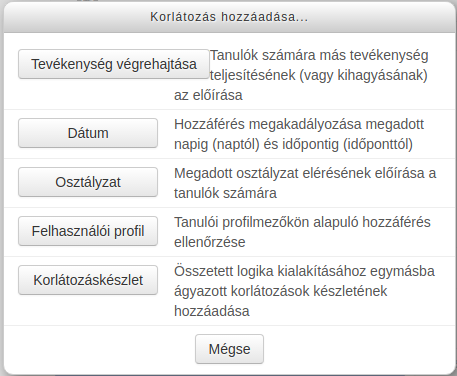 Korlátozás hozzáadása...
Tevékenység végrehajtása Tanulók számára más tevékenység
teljesítésének (vagy kihagyásának)
az előírása
Dátum Hozzáférés megakadályozása megadott
napig (naptól) és időpontig (időponttól)
Osztályzat Megadott osztályzat elérésének előírása a
tanulók számára
Felhasználói profil Tanulói profilmezőkön alapuló hozzáférés
ellenőrzése
Korlátozáskészlet Összetett logika kialakításához egymásba
ágyazott korlátozások készletének
hozzáadása
Mégse